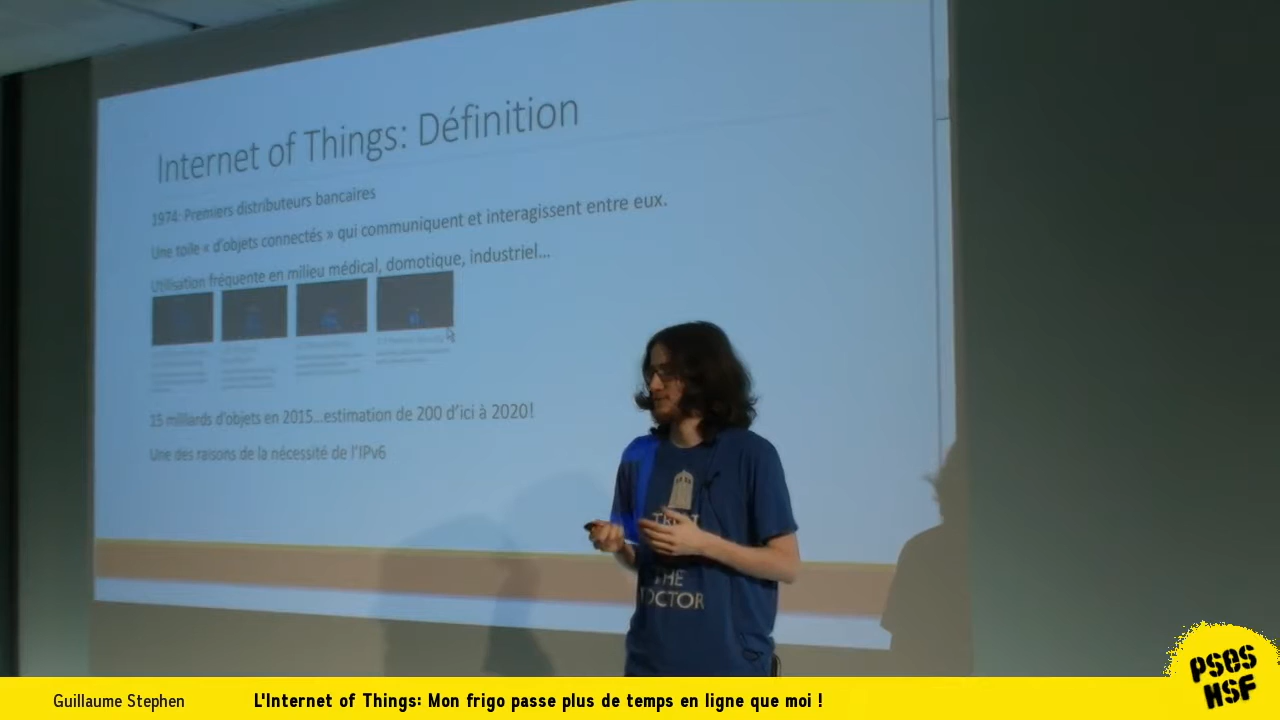 Internet of Things: Définition
1974: Premiers distributeurs bancaires
Une toile « d'objets connectés » qui communiquent et interagissent entre eux.
Utilisation fréquente en milieu médical, domotique, industriel...
15 milliards d'objets en 2015...estimation de 200 d'ici à 2020!
Une des raisons de la nécessité de l'IPv6
THE
DOCTOR
Guillaume Stephen
L'Internet of Things: Mon frigo passe plus de temps en ligne que moi !
PSES
HSF